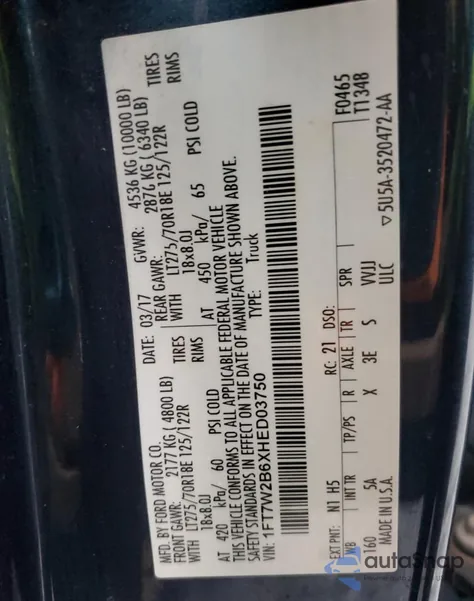 MFD. BY FORD MOTOR CO.
DATE: 03/17 GVWR: 4536 KG (10000 LB)
FRONT GAWR: 2177 KG ( 4800 LB) REAR GAWR: 2876 KG ( 6340 LB)
WITH LT275/70R18E 125/122R TIRES WITH LT275/70R18E 125/122R TIRES
18x8.0J RIMS 18x8.0J RIMS
AT 420 kPa/ 60 PSI COLD AT 450 kPa/ 65 PSI COLD
THIS VEHICLE CONFORMS TO ALL APPLICABLE FEDERAL MOTOR VEHICLE
SAFETY STANDARDS IN EFFECT ON THE DATE OF MANUFACTURE SHOWN ABOVE.
VIN: 1FT7W2B6XHED03750 TYPE: Truck
F0465
T1348
EXT PNT: N1 H5 RC: 21 DSO:
WB INT TR TP/PS R AXLE TR SPR
160 5A X 3E S VVJJ
MADE IN U.S.A. ULC ▽5U5A-3520472-AA
autoSnap